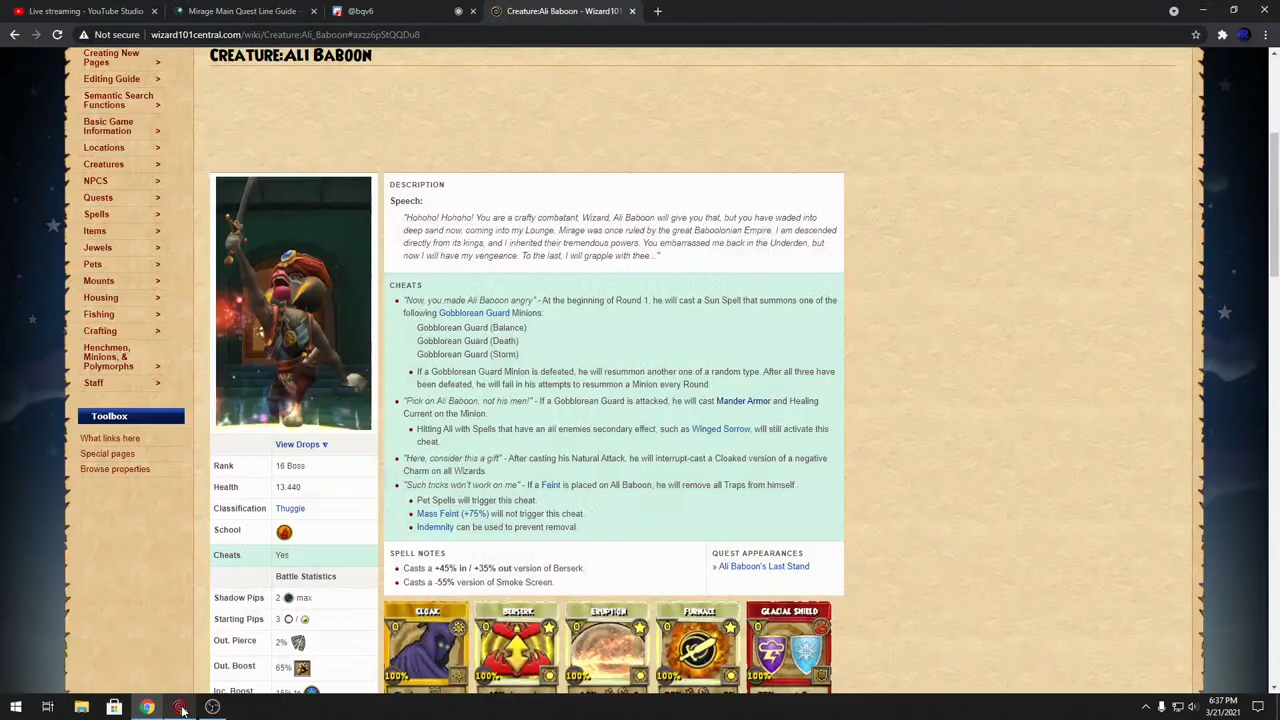 Live streaming -
Mirage Side Quests
@bqy6
Creature:Ali Baboon
Not secure
wizard101central.com/wiki/Creature:Ali_Baboon#axzz6pStQQDu8
Creating New
Pages >
Editing Guide >
Semantic Search
Functions >
Basic Game
Information >
Locations >
Creatures >
NPCS >
Quests >
Spells >
Items >
Jewels >
Pets >
Mounts >
Housing >
Fishing >
Crafting >
Henchmen,
Minions, &
Polymorphs >
Staff >
Toolbox
What links here
Special pages
Browse properties
CREATURE:ALI BABOON
View Drops
Rank 16 Boss
Health 13,440
Classification Thuggie
School
Cheats Yes
Battle Statistics
Shadow Pips 2 max
Starting Pips 3 /
Out. Pierce 2%
Out. Boost 65%
Inc. Boost 15% to
DESCRIPTION
Speech:
"Hohoho! Hohoho! You are a crafty combatant, Wizard, Ali Baboon will give you that, but you have waded into
deep sand now, coming into my Lounge. Mirage was once ruled by the great Baboolonian Empire. I am descended
directly from its kings, and I inherited their tremendous powers. You embarrassed me back in the Underden, but
now I will have my vengeance. To the last, I will grapple with thee..."
CHEATS
"Now, you made Ali Baboon angry" - At the beginning of Round 1, he will cast a Sun Spell that summons one of the
following Gobblorean Guard Minions:
Gobblorean Guard (Balance)
Gobblorean Guard (Death)
Gobblorean Guard (Storm)
If a Gobblorean Guard Minion is defeated, he will resummon another one of a random type. After all three have
been defeated, he will fail in his attempts to resummon a Minion every Round.
"Pick on Ali Baboon, not his men!" - If a Gobblorean Guard is attacked, he will cast Mander Armor and Healing
Current on the Minion.
Hitting Ali with Spells that have an all enemies secondary effect, such as Winged Sorrow, will still activate this
cheat.
"Here, consider this a gift" - After casting his Natural Attack, he will interrupt-cast a Cloaked version of a negative
Charm on all Wizards.
"Such tricks won't work on me" - If a Feint is placed on Ali Baboon, he will remove all Traps from himself .
Pet Spells will trigger this cheat.
Mass Feint (+75%) will not trigger this cheat.
Indemnity can be used to prevent removal.
SPELL NOTES
Casts a +45% in / +35% out version of Berserk.
Casts a -55% version of Smoke Screen.
QUEST APPEARANCES
» Ali Baboon's Last Stand
CLOAK BERSERK ERUPTION FURNACE GLACIAL SHIELD
0 0 0 0 0
100% 100% 100% 100%
6:37 PM
3/21/2021